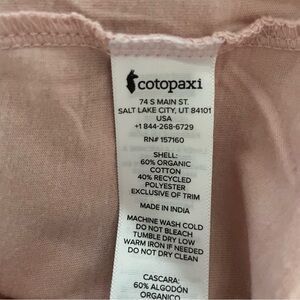 cotopaxi
74 S MAIN ST.
SALT LAKE CITY, UT 84101
USA
+1 844-268-6729
RN# 157160
SHELL:
60% ORGANIC
COTTON
40% RECYCLED
POLYESTER
EXCLUSIVE OF TRIM
MADE IN INDIA
MACHINE WASH COLD
DO NOT BLEACH
TUMBLE DRY LOW
WARM IRON IF NEEDED
DO NOT DRY CLEAN
CASCARA:
60% ALGODÓN
ORGANICO